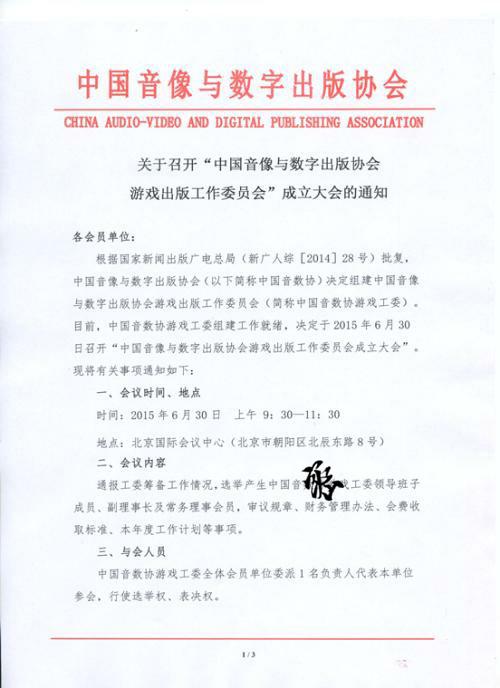 中国音像与数字出版协会
CHINA AUDIO-VIDEO AND DIGITAL PUBLISHING ASSOCIATION
关于召开“中国音像与数字出版协会
游戏出版工作委员会”成立大会的通知
各会员单位：
根据国家新闻出版广电总局（新广人综［2014］28号）批复，
中国音像与数字出版协会（以下简称中国音数协）决定组建中国音像
与数字出版协会游戏出版工作委员会（简称中国音数协游戏工委）。
目前，中国音数协游戏工委组建工作就绪，决定于2015年6月30
日召开“中国音像与数字出版协会游戏出版工作委员会成立大会”。
现将有关事项通知如下：
一、会议时间、地点
时间：2015年6月30日 上午9：30—11：30
地点：北京国际会议中心（北京市朝阳区北辰东路8号）
二、会议内容
通报工委筹备工作情况，选举产生中国音 戏工委领导班子
成员、副理事长及常务理事会员，审议规章、财务管理办法、会费收
取标准、本年度工作计划等事项。
三、与会人员
中国音数协游戏工委全体会员单位委派1名负责人代表本单位
参会，行使选举权、表决权。
1/3